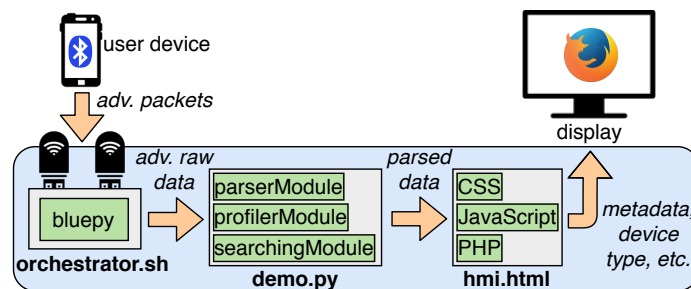 user device
adv. packets
display
adv. raw
data
parsed
data
bluepy
parserModule
profilerModule
searchingModule
CSS
JavaScript
PHP
metadata,
device
type, etc.
orchestrator.sh
demo.py
hmi.html